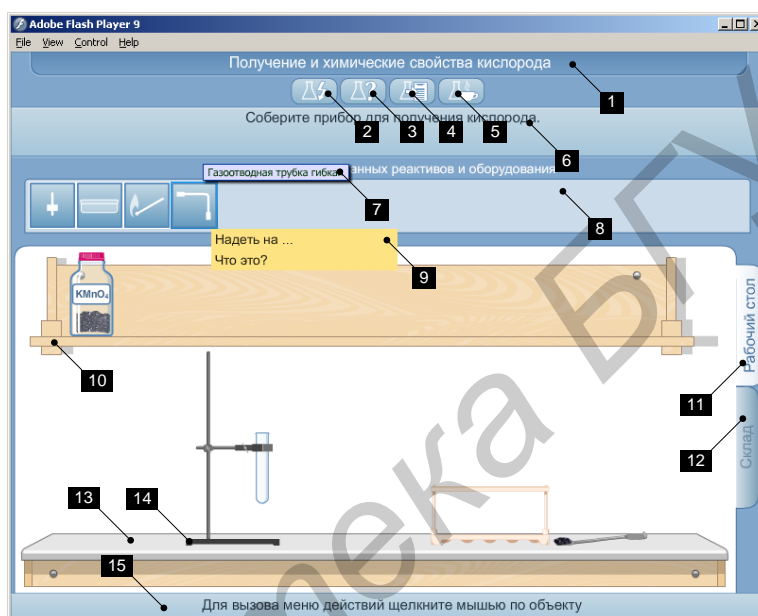 Adobe Flash Player 9
File View Control Help
Получение и химические свойства кислорода
1
2
3
4
5
Соберите прибор для получения кислорода.
6
Газоотводная трубка гибкая
анных реактивов и оборудования
7
8
Надеть на ...
Что это?
9
KMnO₄
10
Рабочий стол
11
Склад
12
13
14
15
Для вызова меню действий щелкните мышью по объекту
тека БГУ